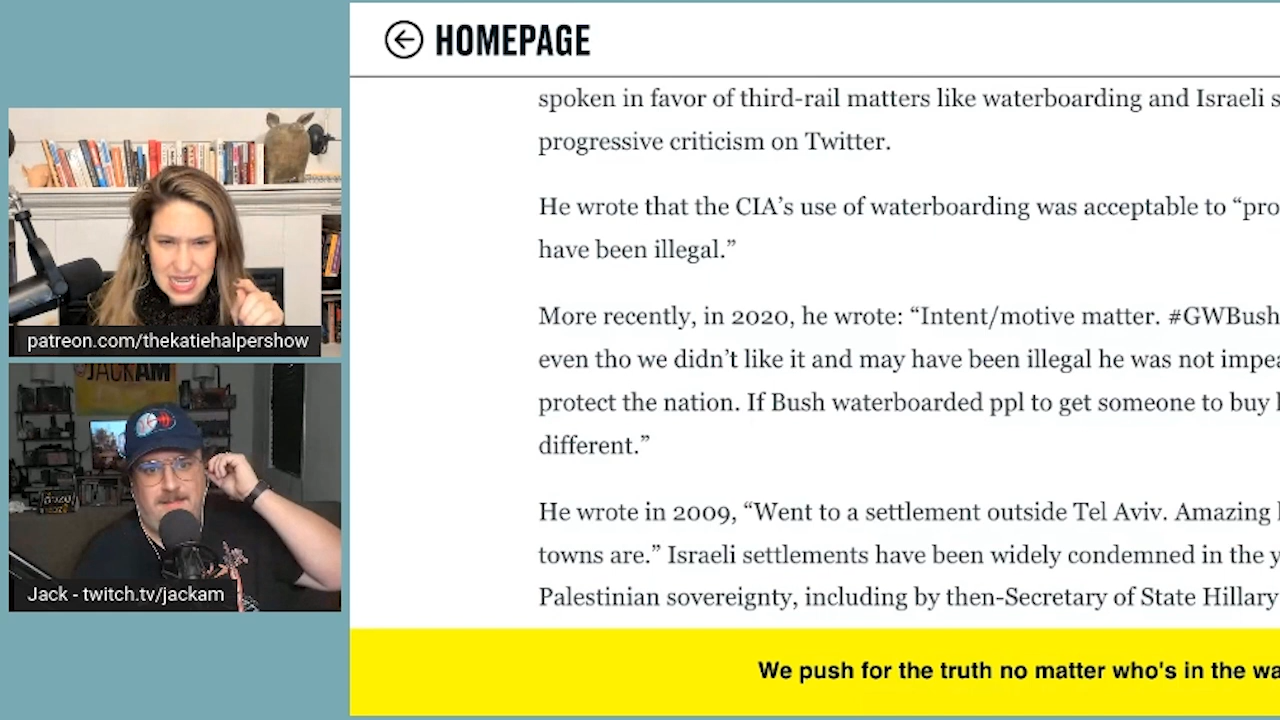 HOMEPAGE
spoken in favor of third-rail matters like waterboarding and Israeli s
progressive criticism on Twitter.
He wrote that the CIA’s use of waterboarding was acceptable to “pro
have been illegal.”
More recently, in 2020, he wrote: “Intent/motive matter. #GWBush
even tho we didn’t like it and may have been illegal he was not impea
protect the nation. If Bush waterboarded ppl to get someone to buy
different.”
He wrote in 2009, “Went to a settlement outside Tel Aviv. Amazing
towns are.” Israeli settlements have been widely condemned in the y
Palestinian sovereignty, including by then-Secretary of State Hillary
We push for the truth no matter who's in the wa
patreon.com/thekatiehalpershow
JACKAM
Jack - twitch.tv/jackam